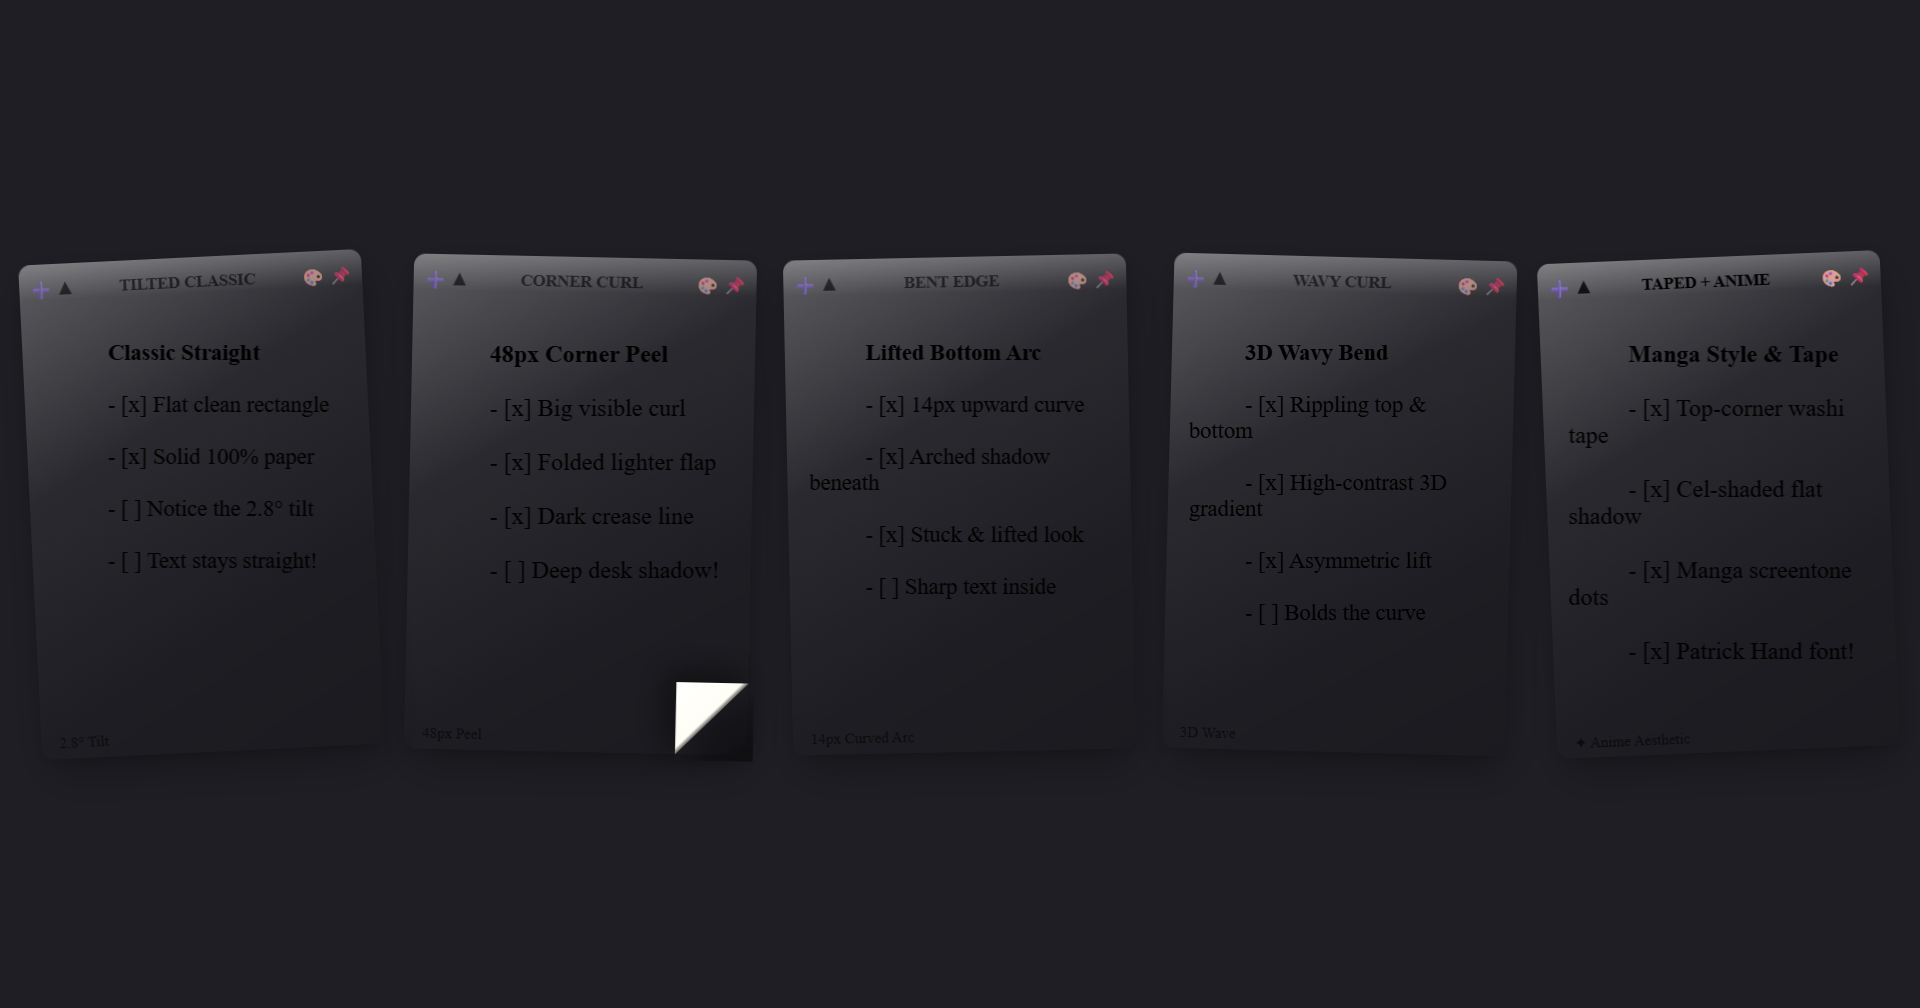 TILTED CLASSIC
Classic Straight
- [x] Flat clean rectangle
- [x] Solid 100% paper
- [ ] Notice the 2.8° tilt
- [ ] Text stays straight!
2.8° Tilt
CORNER CURL
48px Corner Peel
- [x] Big visible curl
- [x] Folded lighter flap
- [x] Dark crease line
- [ ] Deep desk shadow!
48px Peel
BENT EDGE
Lifted Bottom Arc
- [x] 14px upward curve
- [x] Arched shadow
beneath
- [x] Stuck & lifted look
- [ ] Sharp text inside
14px Curved Arc
WAVY CURL
3D Wavy Bend
- [x] Rippling top &
bottom
- [x] High-contrast 3D
gradient
- [x] Asymmetric lift
- [ ] Bolds the curve
3D Wave
TAPED + ANIME
Manga Style & Tape
- [x] Top-corner washi
tape
- [x] Cel-shaded flat
shadow
- [x] Manga screentone
dots
- [x] Patrick Hand font!
✦ Anime Aesthetic